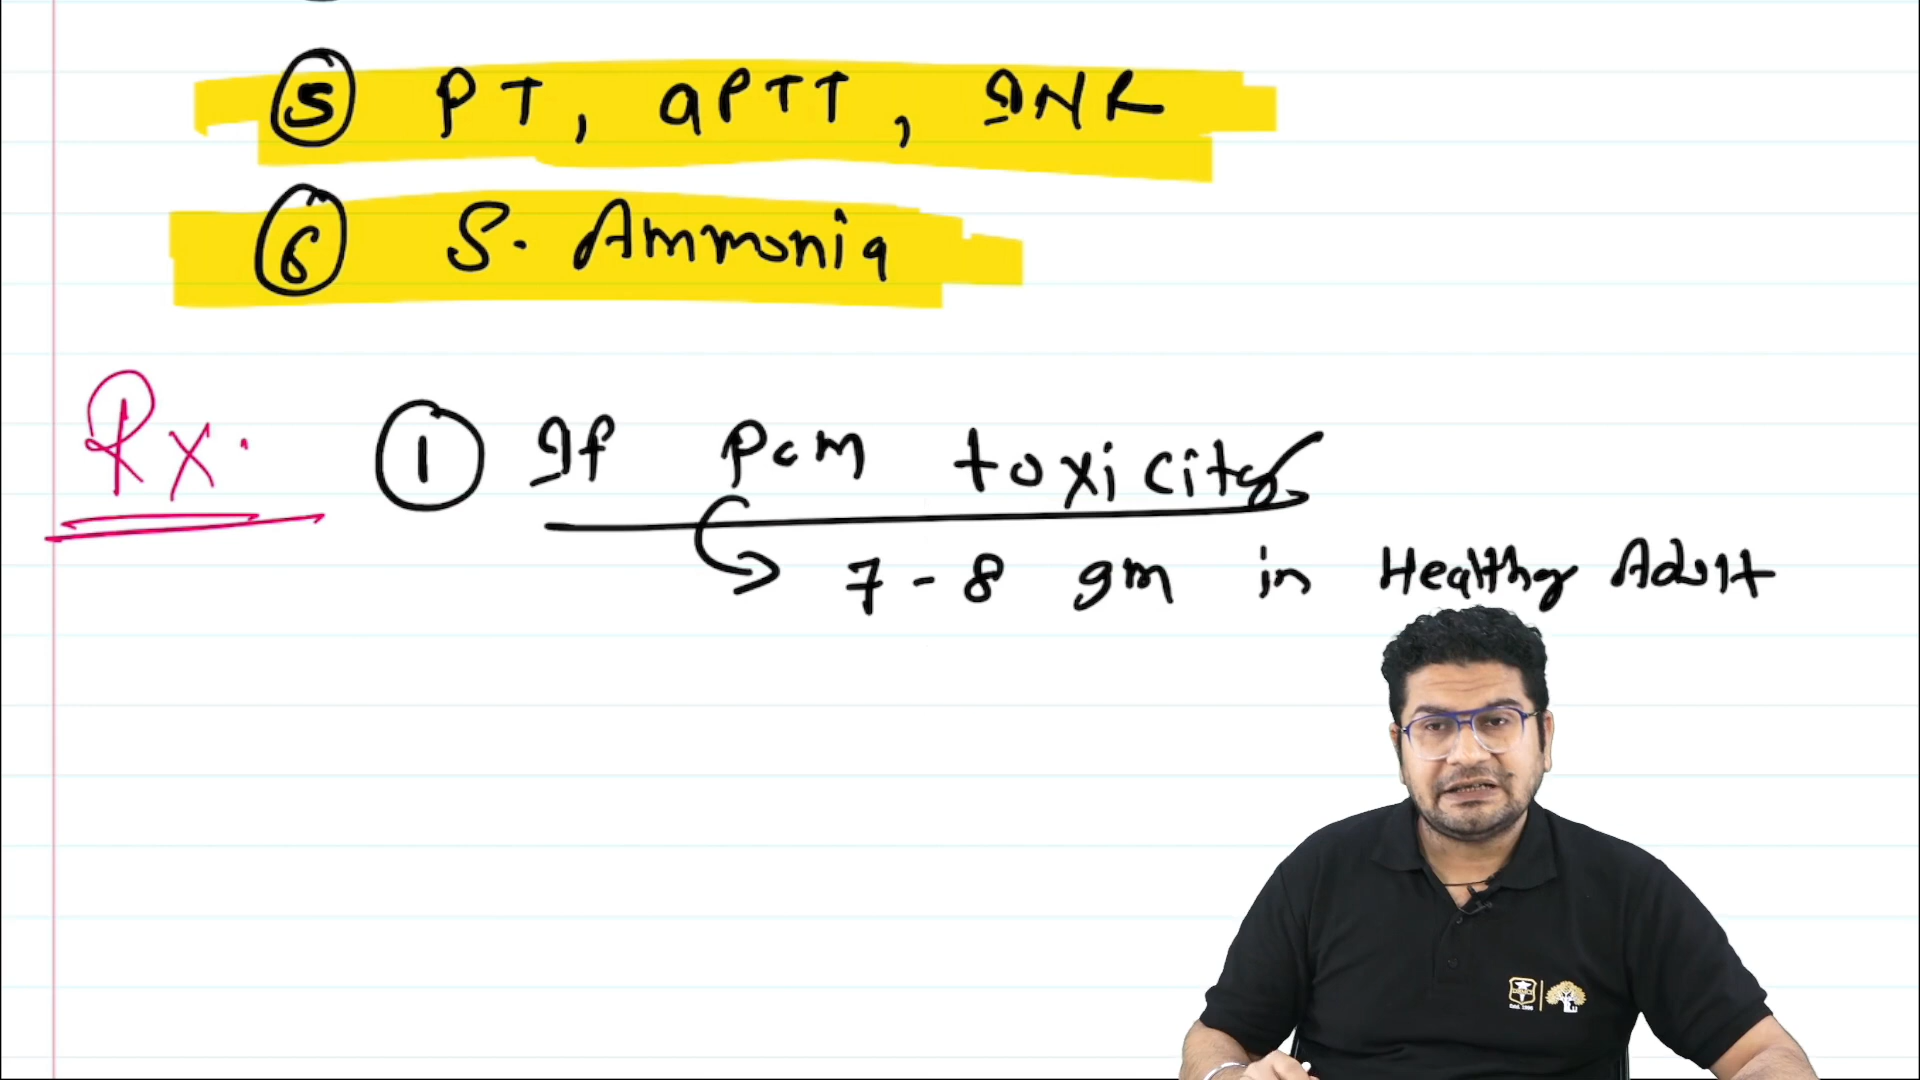 5 PT, aPTT, INR
6 S. Ammonia
Rx. 1 If Pcm toxicity
7 - 8 gm in Healthy Adult